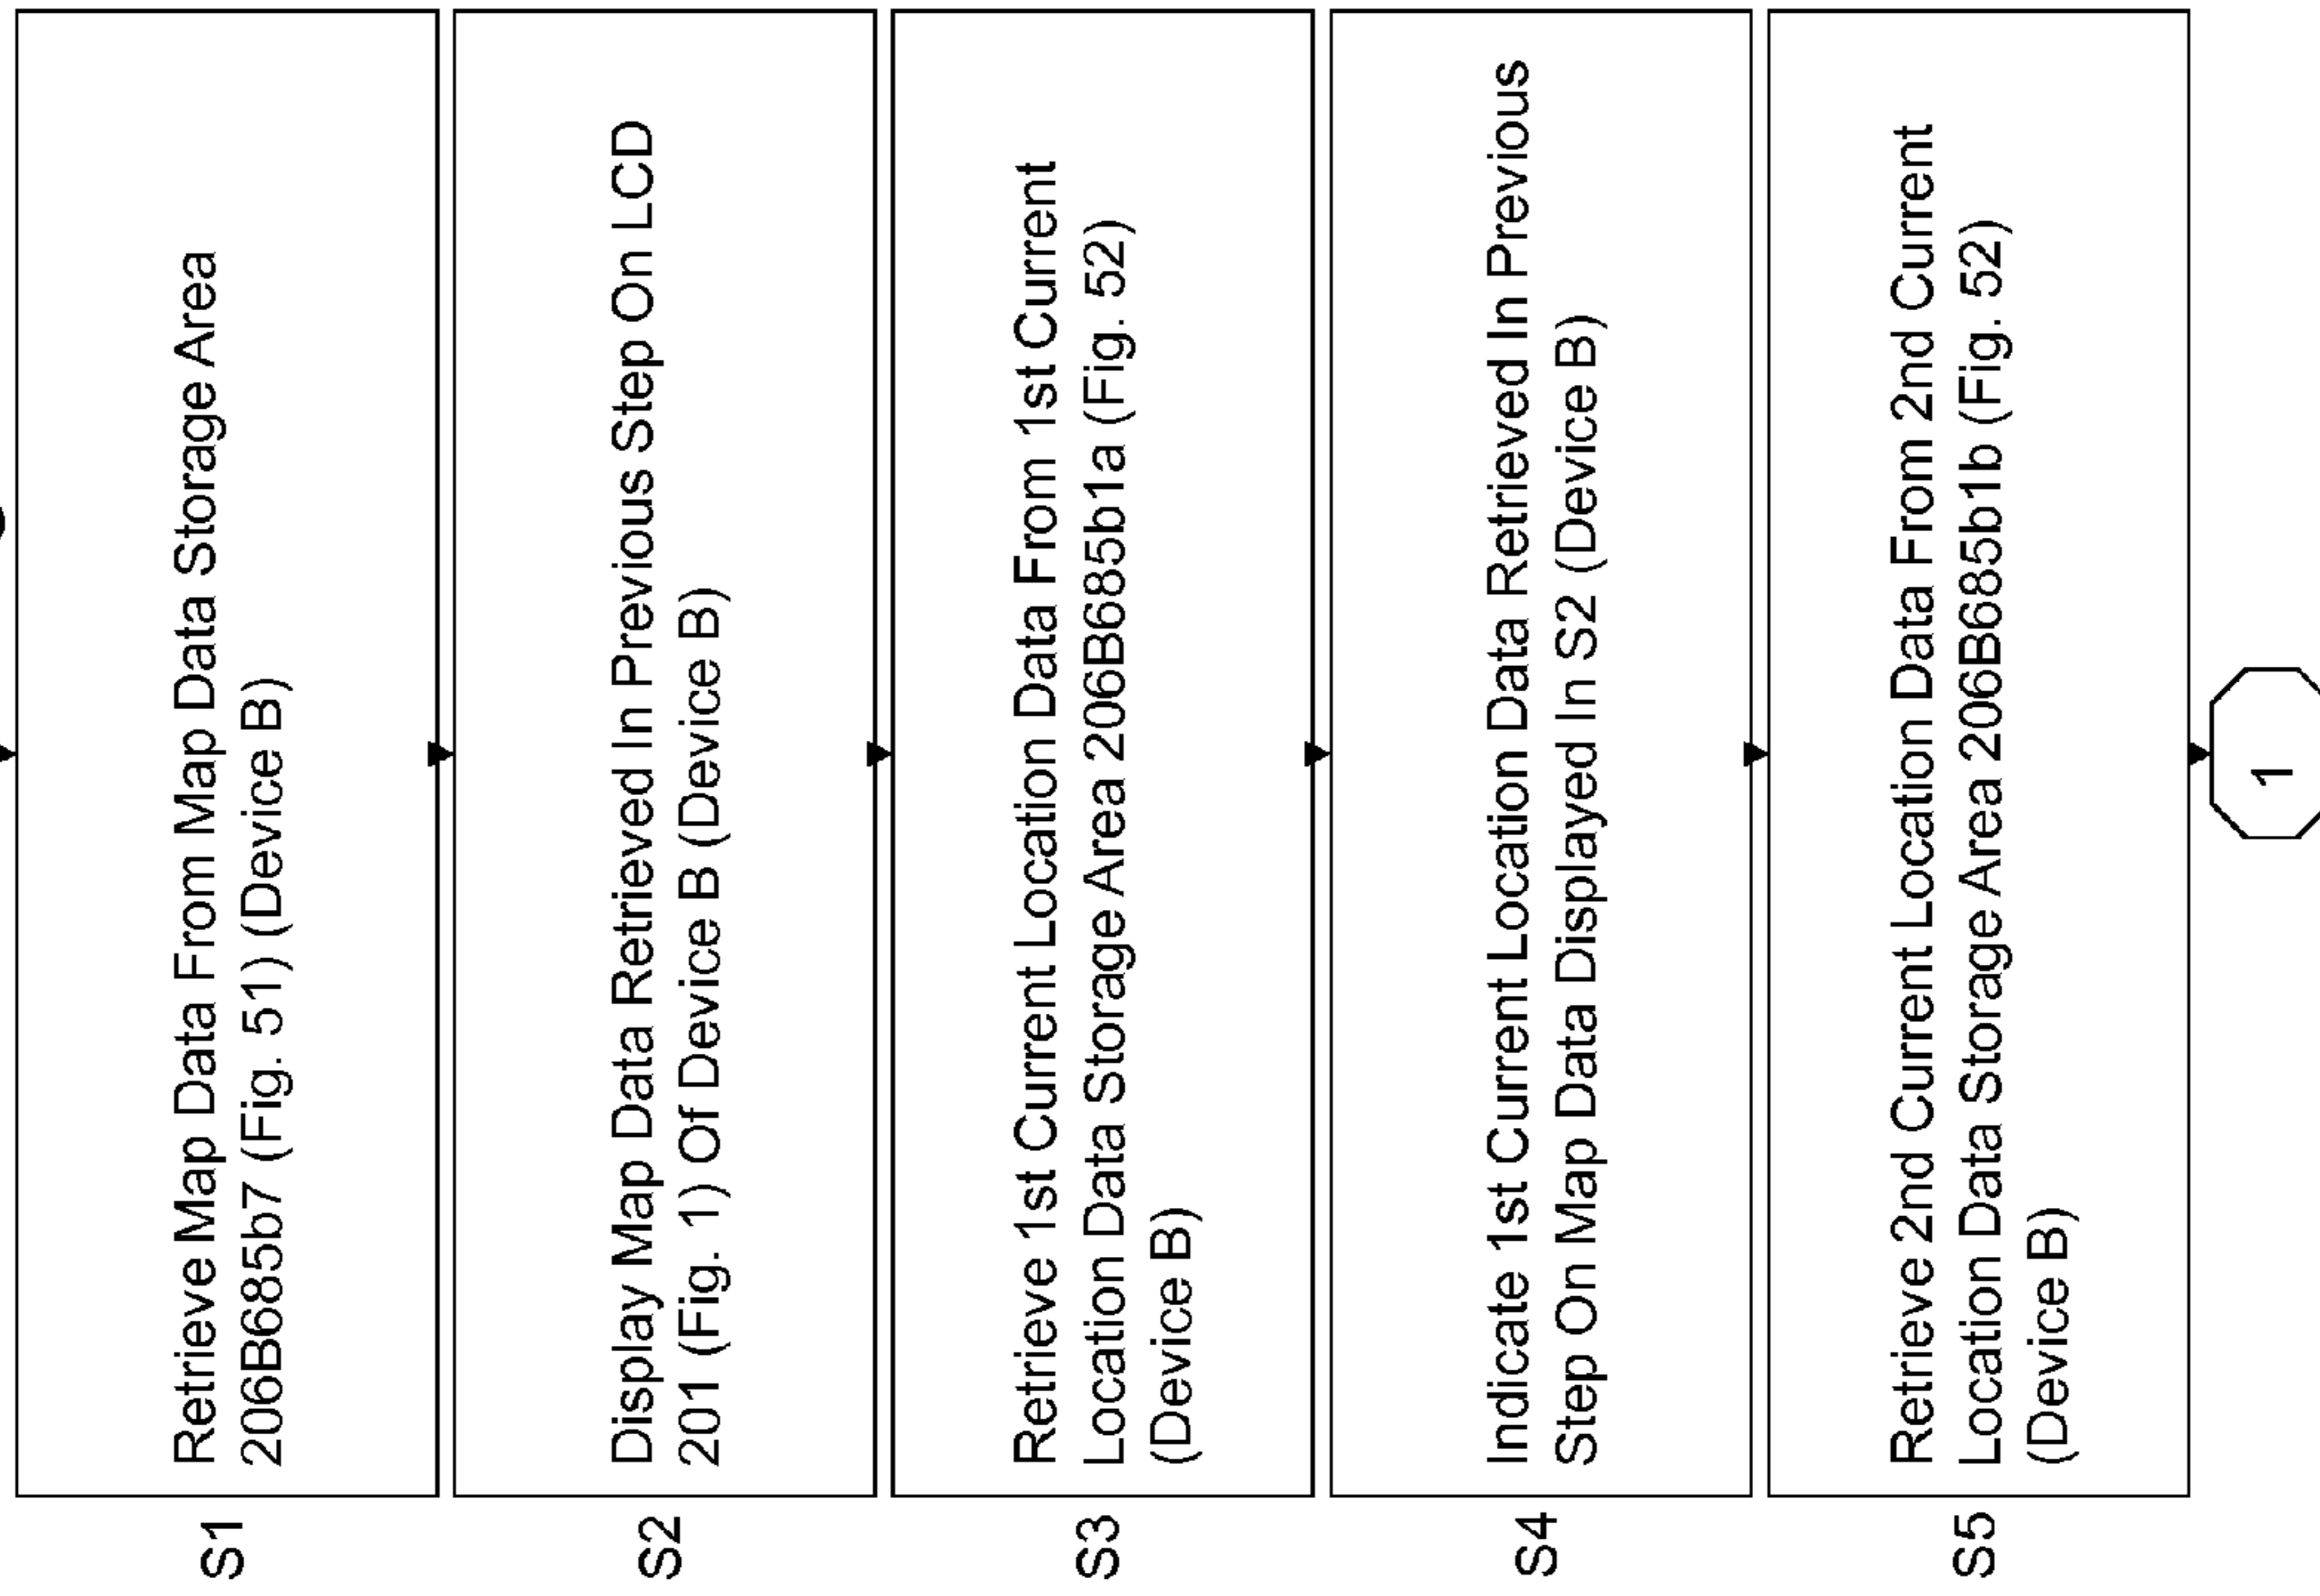 S1
Retrieve Map Data From Map Data Storage Area
206B685b7 (Fig. 51) (Device B)
S2
Display Map Data Retrieved In Previous Step On LCD
201 (Fig. 1) Of Device B (Device B)
S3
Retrieve 1st Current Location Data From 1st Current
Location Data Storage Area 206B685b1a (Fig. 52)
(Device B)
S4
Indicate 1st Current Location Data Retrieved In Previous
Step On Map Data Displayed In S2 (Device B)
S5
Retrieve 2nd Current Location Data From 2nd Current
Location Data Storage Area 206B685b1b (Fig. 52)
(Device B)
1